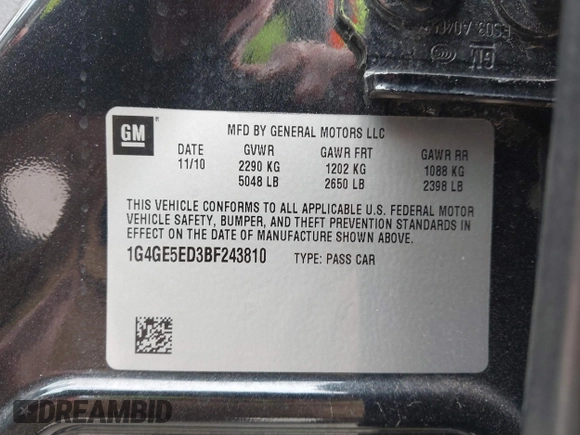 GM
MFD BY GENERAL MOTORS LLC
DATE GVWR GAWR FRT GAWR RR
11/10 2290 KG 1202 KG 1088 KG
5048 LB 2650 LB 2398 LB
THIS VEHICLE CONFORMS TO ALL APPLICABLE U.S. FEDERAL MOTOR
VEHICLE SAFETY, BUMPER, AND THEFT PREVENTION STANDARDS IN
EFFECT ON THE DATE OF MANUFACTURE SHOWN ABOVE.
1G4GE5ED3BF243810 TYPE: PASS CAR
GM
DREAMBID